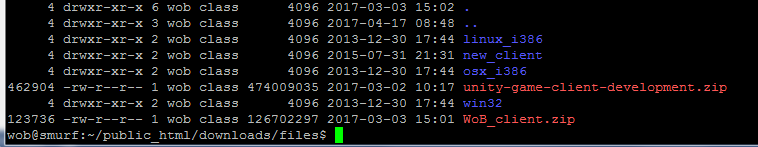 4 drwxr-xr-x 6 wob class 4096 2017-03-03 15:02 .
4 drwxr-xr-x 3 wob class 4096 2017-04-17 08:48 ..
4 drwxr-xr-x 2 wob class 4096 2013-12-30 17:44 linux_i386
4 drwxr-xr-x 2 wob class 4096 2015-07-31 21:31 new_client
4 drwxr-xr-x 2 wob class 4096 2013-12-30 17:44 osx_i386
462904 -rw-r--r-- 1 wob class 474009035 2017-03-02 10:17 unity-game-client-development.zip
4 drwxr-xr-x 2 wob class 4096 2013-12-30 17:44 win32
123736 -rw-r--r-- 1 wob class 126702297 2017-03-03 15:01 WoB_client.zip
wob@smurf:~/public_html/downloads/files$